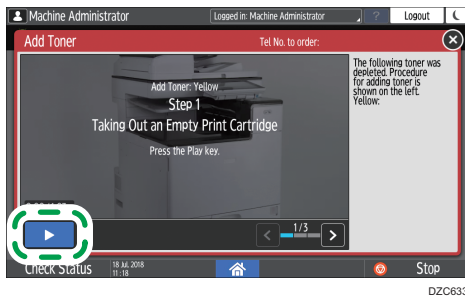 Machine Administrator
Logged in: Machine Administrator
?
Logout
Add Toner
Tel No. to order:
Add Toner: Yellow
Step 1
Taking Out an Empty Print Cartridge
Press the Play key.
The following toner was
depleted. Procedure
for adding toner is
shown on the left.
Yellow:
1/3
Check Status
18 Jul. 2018
11:18
Stop
DZC633